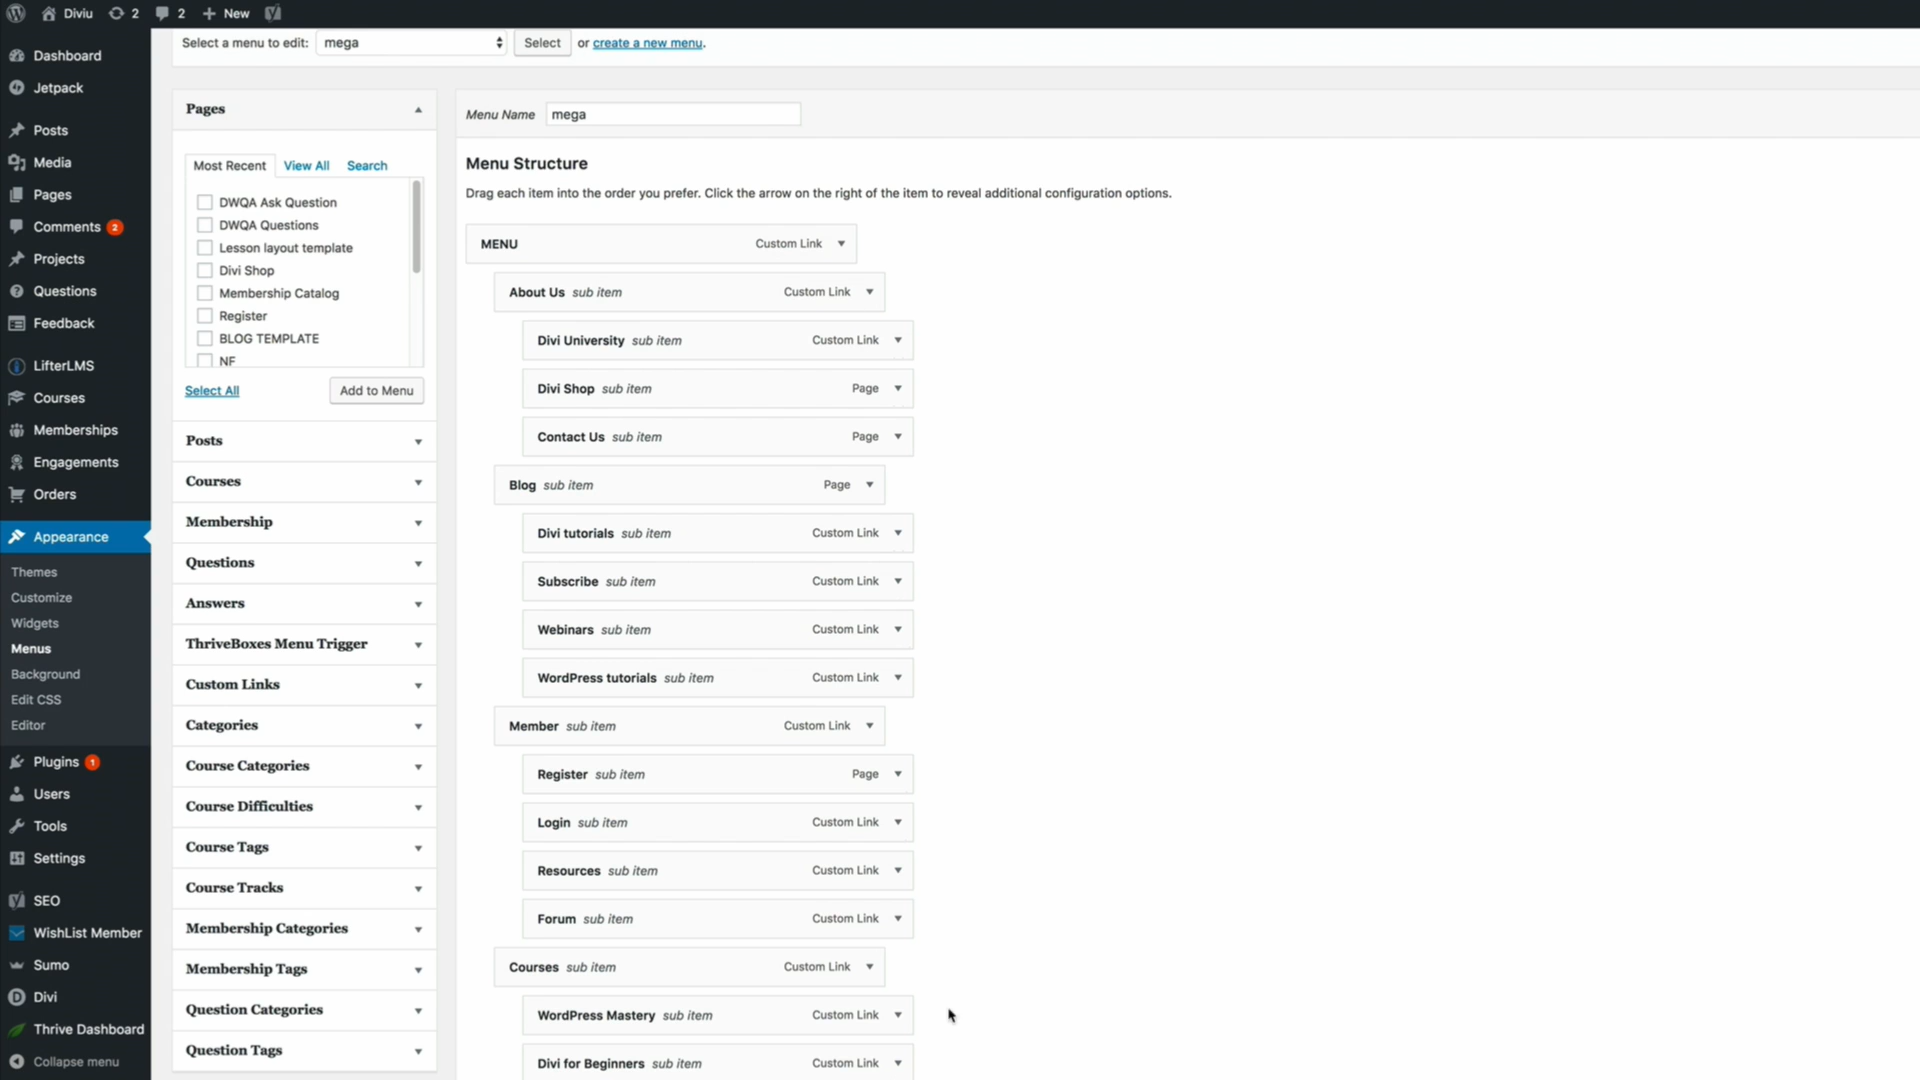 Diviu 2 2 New
Select a menu to edit: mega Select or create a new menu.
Dashboard
Jetpack
Posts
Media
Pages
Comments 2
Projects
Questions
Feedback
LifterLMS
Courses
Memberships
Engagements
Orders
Appearance
Themes
Customize
Widgets
Menus
Background
Edit CSS
Editor
Plugins 1
Users
Tools
Settings
SEO
WishList Member
Sumo
Divi
Thrive Dashboard
Collapse menu
Pages
Most Recent View All Search
DWQA Ask Question
DWQA Questions
Lesson layout template
Divi Shop
Membership Catalog
Register
BLOG TEMPLATE
NF
Select All Add to Menu
Posts
Courses
Membership
Questions
Answers
ThriveBoxes Menu Trigger
Custom Links
Categories
Course Categories
Course Difficulties
Course Tags
Course Tracks
Membership Categories
Membership Tags
Question Categories
Question Tags
Menu Name mega
Menu Structure
Drag each item into the order you prefer. Click the arrow on the right of the item to reveal additional configuration options.
MENU Custom Link
About Us sub item Custom Link
Divi University sub item Custom Link
Divi Shop sub item Page
Contact Us sub item Page
Blog sub item Page
Divi tutorials sub item Custom Link
Subscribe sub item Custom Link
Webinars sub item Custom Link
WordPress tutorials sub item Custom Link
Member sub item Custom Link
Register sub item Page
Login sub item Custom Link
Resources sub item Custom Link
Forum sub item Custom Link
Courses sub item Custom Link
WordPress Mastery sub item Custom Link
Divi for Beginners sub item Custom Link